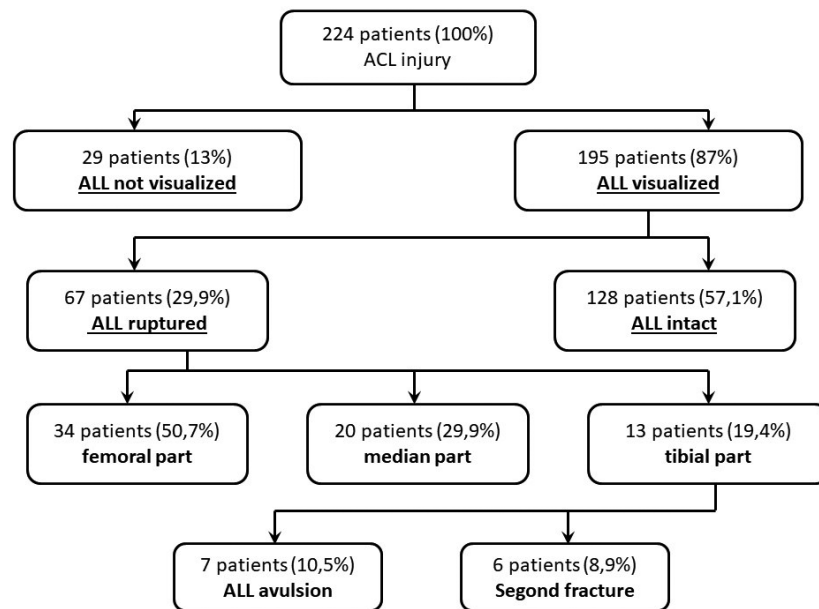 224 patients (100%)
ACL injury
29 patients (13%)
ALL not visualized
195 patients (87%)
ALL visualized
67 patients (29,9%)
ALL ruptured
128 patients (57,1%)
ALL intact
34 patients (50,7%)
femoral part
20 patients (29,9%)
median part
13 patients (19,4%)
tibial part
7 patients (10,5%)
ALL avulsion
6 patients (8,9%)
Segond fracture